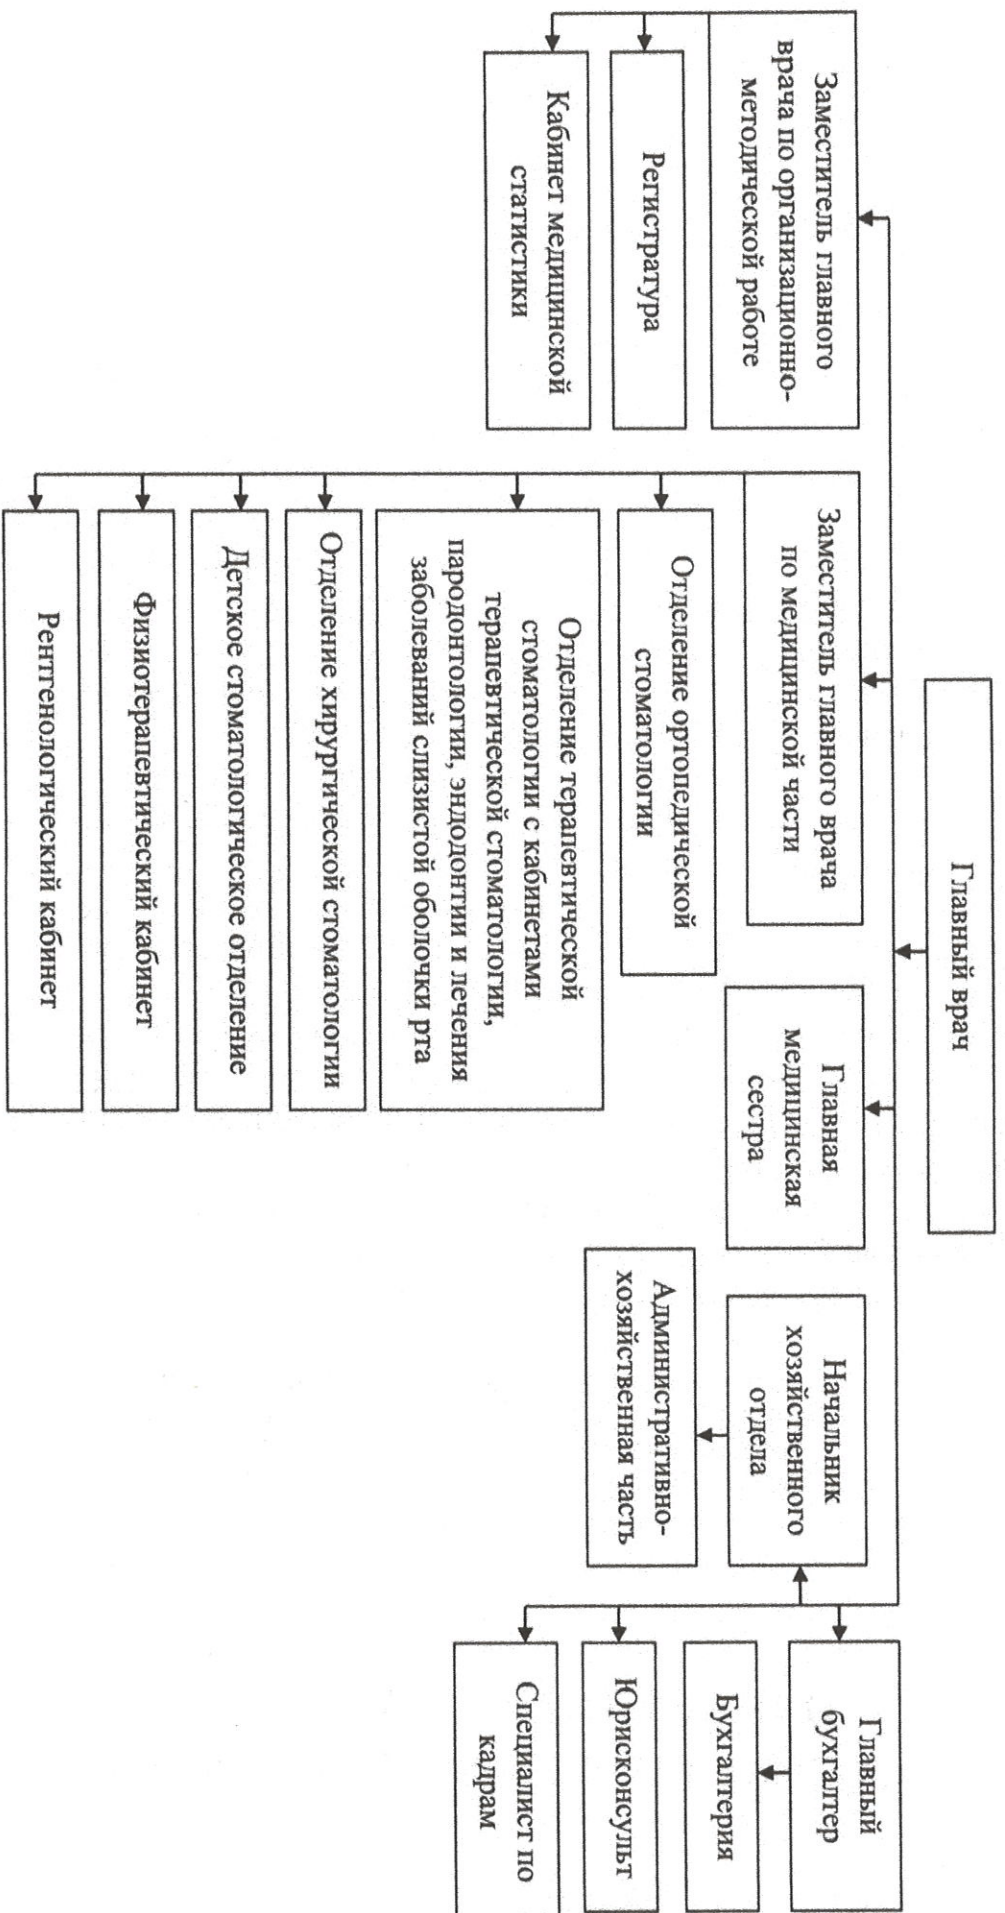 Главный врач
Заместитель главного
врача по организационно-
методической работе
Регистратура
Кабинет медицинской
статистики
Заместитель главного врача
по медицинской части
Отделение ортопедической
стоматологии
Отделение терапевтической
стоматологии с кабинетами
терапевтической стоматологии,
пародонтологии, эндодонтии и лечения
заболеваний слизистой оболочки рта
Отделение хирургической стоматологии
Детское стоматологическое отделение
Физиотерапевтический кабинет
Рентгенологический кабинет
Главная
медицинская
сестра
Начальник
хозяйственного
отдела
Административно-
хозяйственная часть
Главный
бухгалтер
Бухгалтерия
Юрисконсульт
Специалист по
кадрам